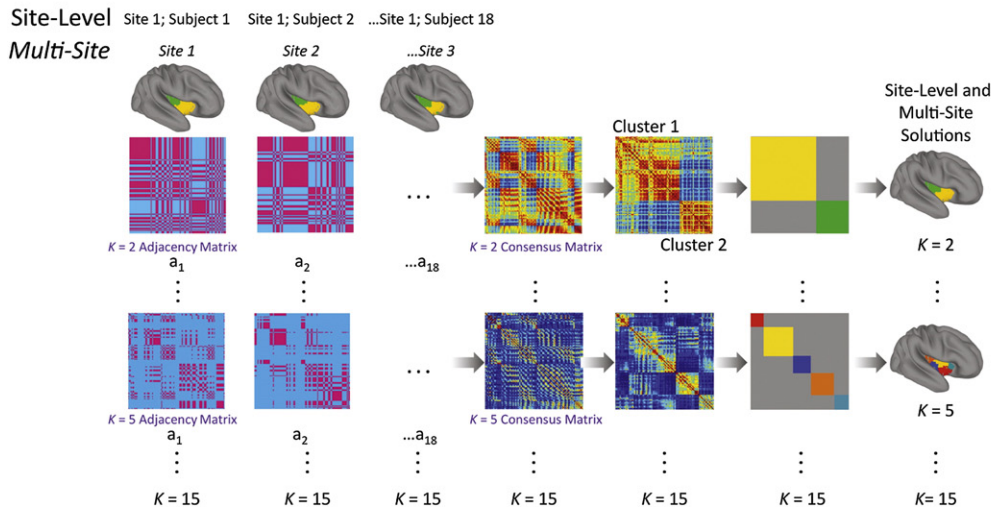 Site-Level Site 1; Subject 1 Site 1; Subject 2 ...Site 1; Subject 18
Multi-Site Site 1 Site 2 ...Site 3
Site-Level and
Multi-Site
Solutions
Cluster 1
...
K = 2 Adjacency Matrix
K = 2 Consensus Matrix
Cluster 2
K = 2
a1 a2 ...a18
...
K = 5 Adjacency Matrix
K = 5 Consensus Matrix
K = 5
a1 a2 ...a18
K = 15 K = 15 K = 15 K = 15 K = 15 K = 15 K= 15